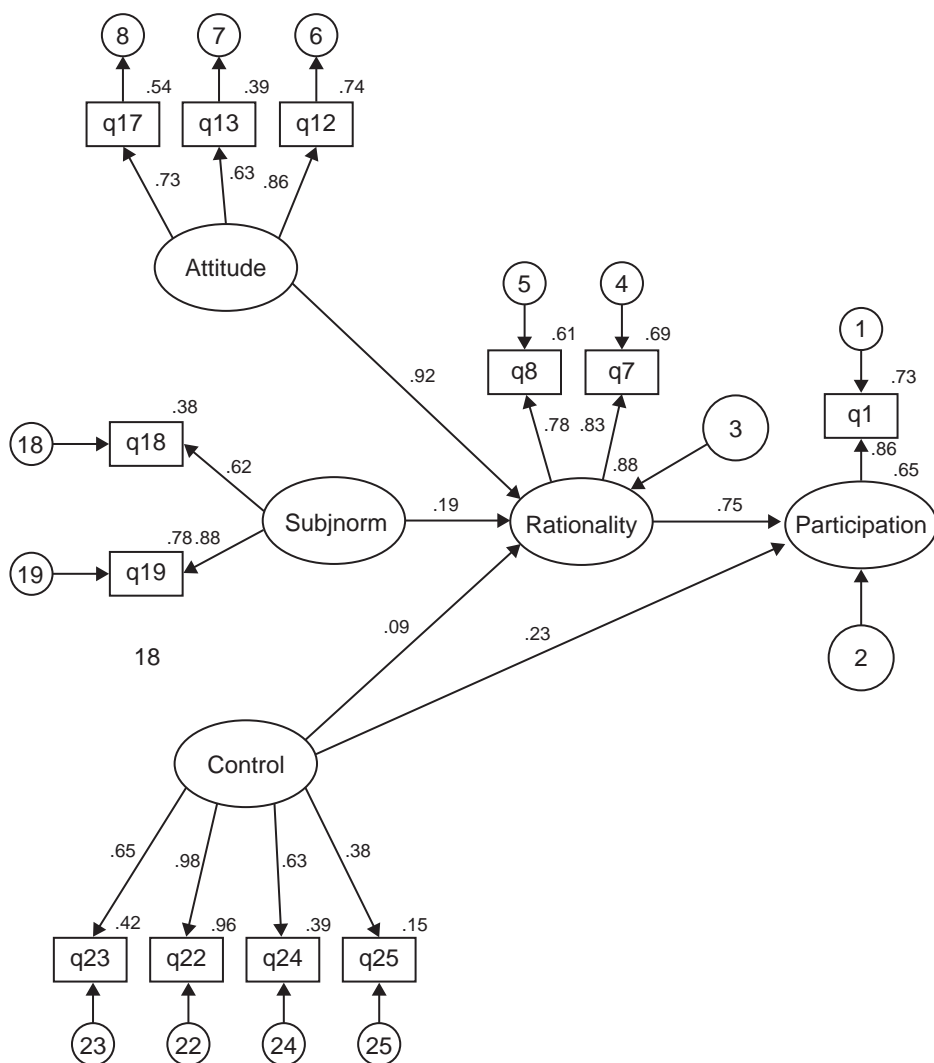 8 7 6
.54 .39 .74
q17 q13 q12
.73 .63 .86
Attitude
5 4
1
.61 .69
.73
q8 q7
q1
.92
.38
18 q18
.78 .83
3
.86
.62
.88
.65
Subjnorm .19 Rationality .75 Participation
.78 .88
19 q19
.09 .23
18
2
Control
.65 .98 .63 .38
.42 .96 .39 .15
q23 q22 q24 q25
23 22 24 25